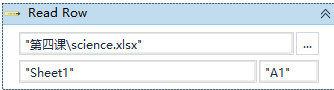 Read Row
"第四课\science.xlsx" ...
"Sheet1" "A1"